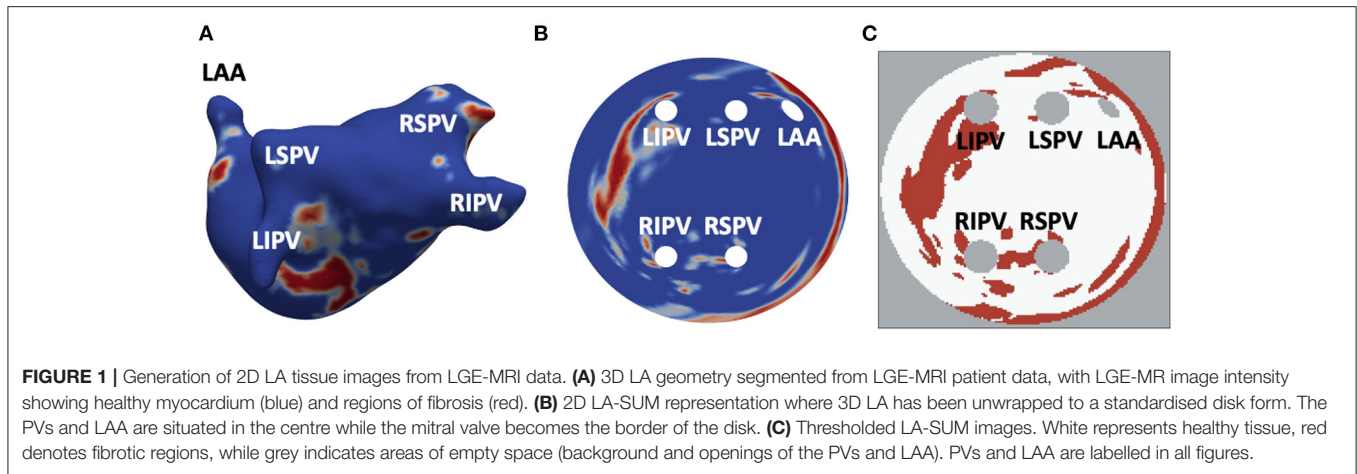 A
B
C
LAA
RSPV
LSPV
RIPV
LIPV
LIPV
LSPV
LAA
RIPV
RSPV
LIPV
LSPV
LAA
RIPV
RSPV
FIGURE 1 | Generation of 2D LA tissue images from LGE-MRI data. (A) 3D LA geometry segmented from LGE-MRI patient data, with LGE-MR image intensity
showing healthy myocardium (blue) and regions of fibrosis (red). (B) 2D LA-SUM representation where 3D LA has been unwrapped to a standardised disk form. The
PVs and LAA are situated in the centre while the mitral valve becomes the border of the disk. (C) Thresholded LA-SUM images. White represents healthy tissue, red
denotes fibrotic regions, while grey indicates areas of empty space (background and openings of the PVs and LAA). PVs and LAA are labelled in all figures.